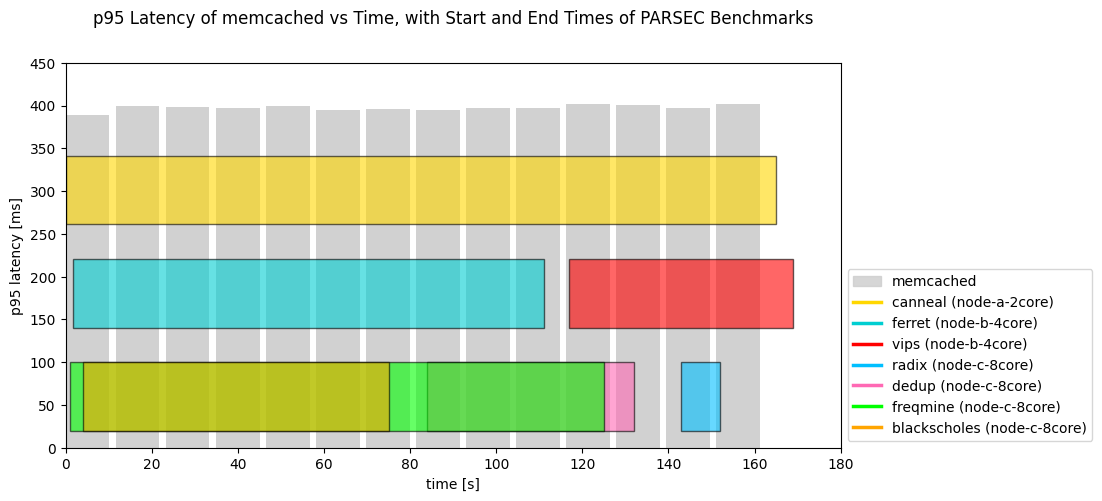 p95 Latency of memcached vs Time, with Start and End Times of PARSEC Benchmarks
p95 latency [ms]
450
400
350
300
250
200
150
100
50
0
0 20 40 60 80 100 120 140 160 180
time [s]
memcached
canneal (node-a-2core)
ferret (node-b-4core)
vips (node-b-4core)
radix (node-c-8core)
dedup (node-c-8core)
freqmine (node-c-8core)
blackscholes (node-c-8core)